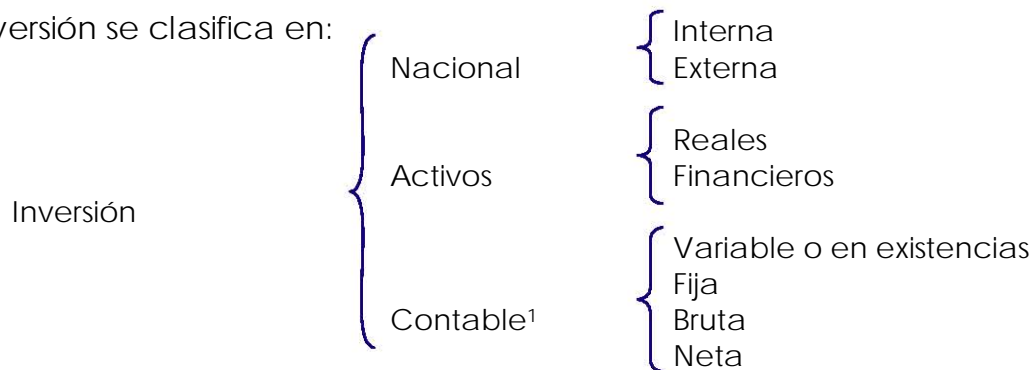 versión se clasifica en:
Inversión
Nacional
Interna
Externa
Activos
Reales
Financieros
Contable¹
Variable o en existencias
Fija
Bruta
Neta